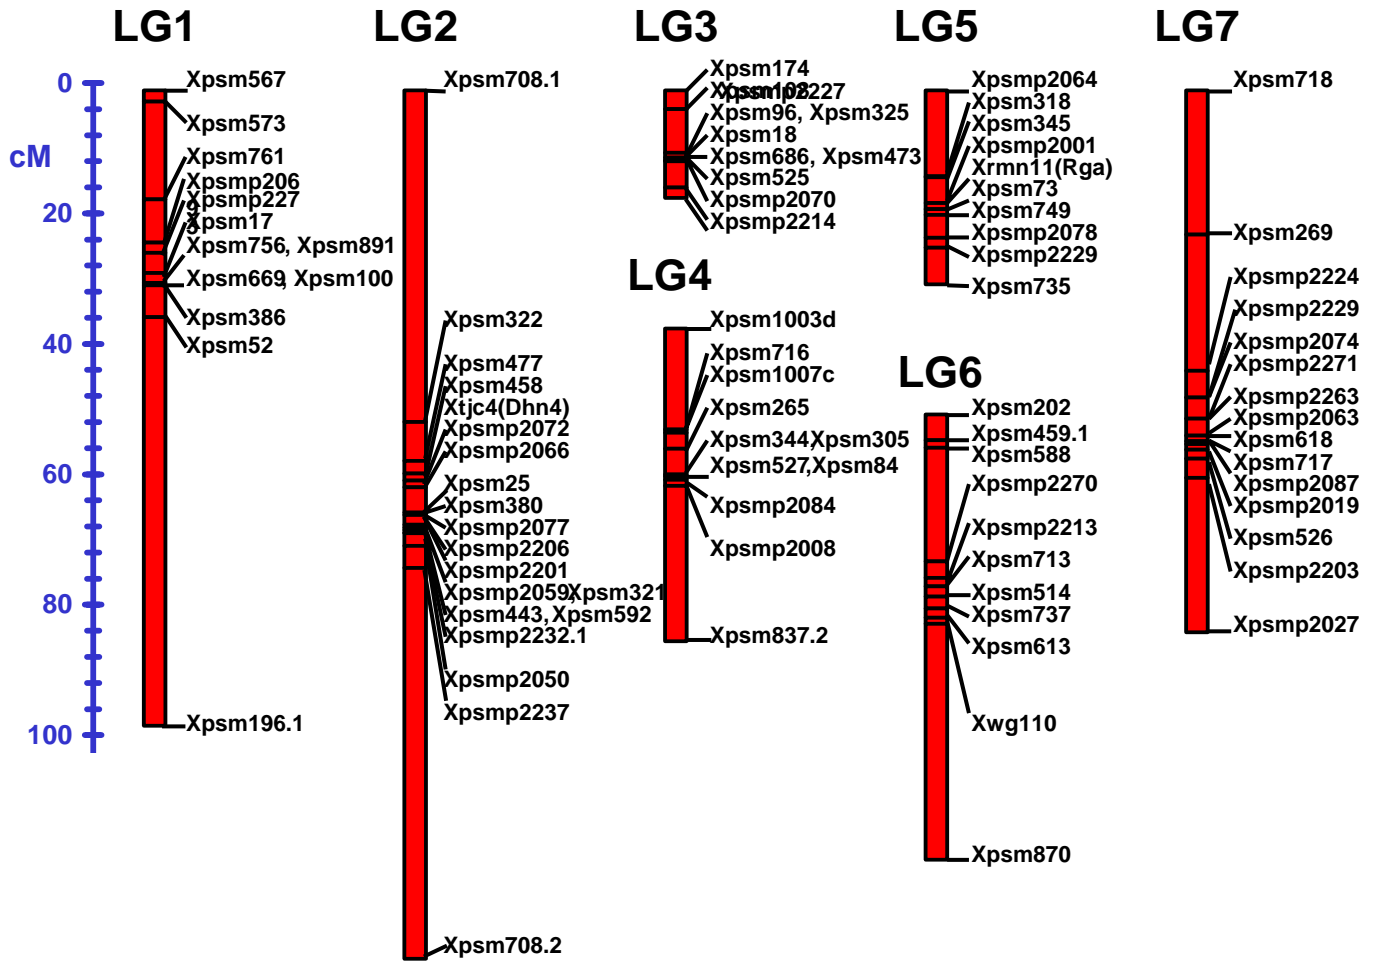 LG1
LG2
LG3
LG5
LG7
0
20
40
60
80
100
cM
Xpsm567
Xpsm573
Xpsm761
Xpsmp206
Xpsmp227
Xpsm17
Xpsm756, Xpsm891
Xpsm669, Xpsm100
Xpsm386
Xpsm52
Xpsm196.1
Xpsm708.1
Xpsm322
Xpsm477
Xpsm458
Xtjc4(Dhn4)
Xpsmp2072
Xpsmp2066
Xpsm25
Xpsm380
Xpsmp2077
Xpsmp2206
Xpsmp2201
Xpsmp2059,Xpsm321
Xpsm443, Xpsm592
Xpsmp2232.1
Xpsmp2050
Xpsmp2237
Xpsm708.2
Xpsm174
Xpsmp2227
Xpsm96, Xpsm325
Xpsm18
Xpsm686, Xpsm473
Xpsm525
Xpsmp2070
Xpsmp2214
LG4
Xpsm1003d
Xpsm716
Xpsm1007c
Xpsm265
Xpsm344,Xpsm305
Xpsm527,Xpsm84
Xpsmp2084
Xpsmp2008
Xpsm837.2
Xpsmp2064
Xpsm318
Xpsm345
Xpsmp2001
Xrmn11(Rga)
Xpsm73
Xpsm749
Xpsmp2078
Xpsmp2229
Xpsm735
LG6
Xpsm202
Xpsm459.1
Xpsm588
Xpsmp2270
Xpsmp2213
Xpsm713
Xpsm514
Xpsm737
Xpsm613
Xwg110
Xpsm870
Xpsm718
Xpsm269
Xpsmp2224
Xpsmp2229
Xpsmp2074
Xpsmp2271
Xpsmp2263
Xpsmp2063
Xpsm618
Xpsm717
Xpsmp2087
Xpsmp2019
Xpsm526
Xpsmp2203
Xpsmp2027